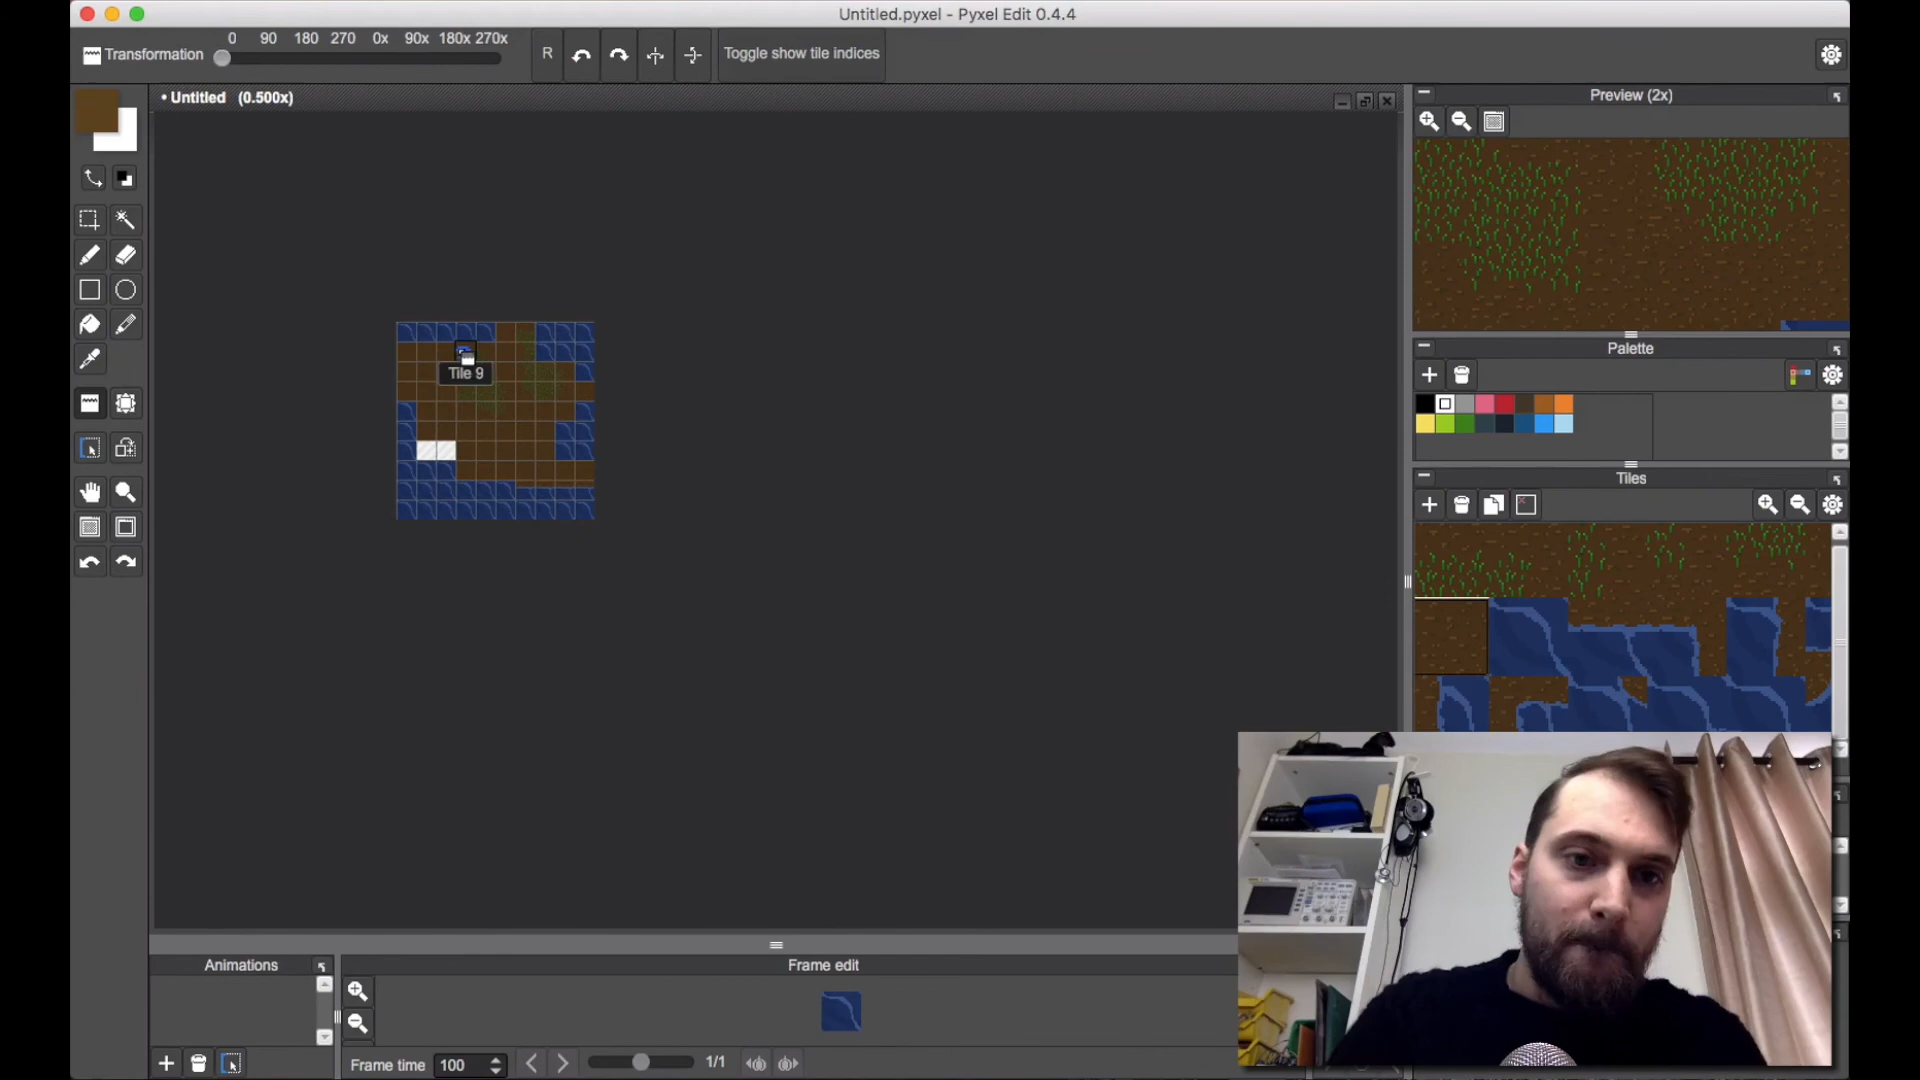 Untitled.pyxel - Pyxel Edit 0.4.4
Transformation
0 90 180 270 0x 90x 180x 270x
R
Toggle show tile indices
• Untitled (0.500x)
Preview (2x)
Tile 9
Palette
Tiles
Animations
Frame edit
Frame time 100
1/1